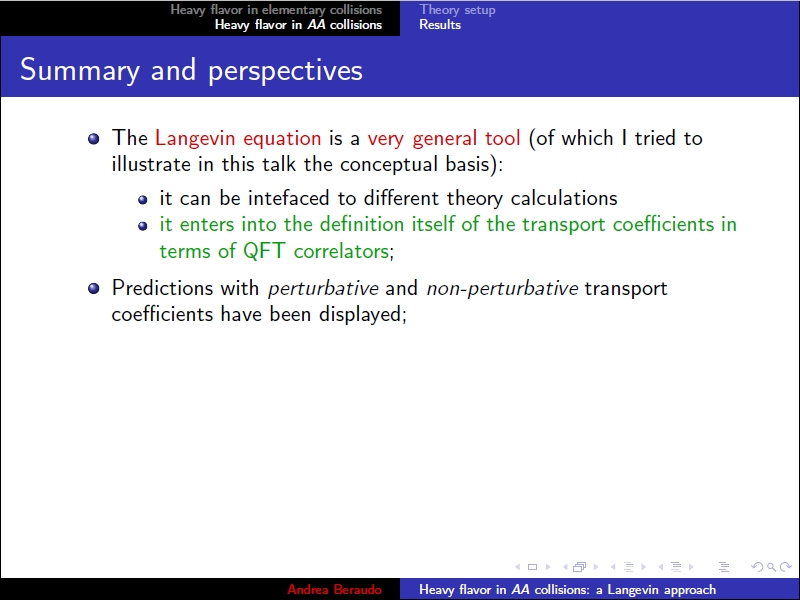 Heavy flavor in elementary collisions
Heavy flavor in AA collisions
Theory setup
Results
Summary and perspectives
The Langevin equation is a very general tool (of which I tried to
illustrate in this talk the conceptual basis):
it can be intefaced to different theory calculations
it enters into the definition itself of the transport coefficients in
terms of QFT correlators;
Predictions with perturbative and non-perturbative transport
coefficients have been displayed;
Andrea Beraudo
Heavy flavor in AA collisions: a Langevin approach